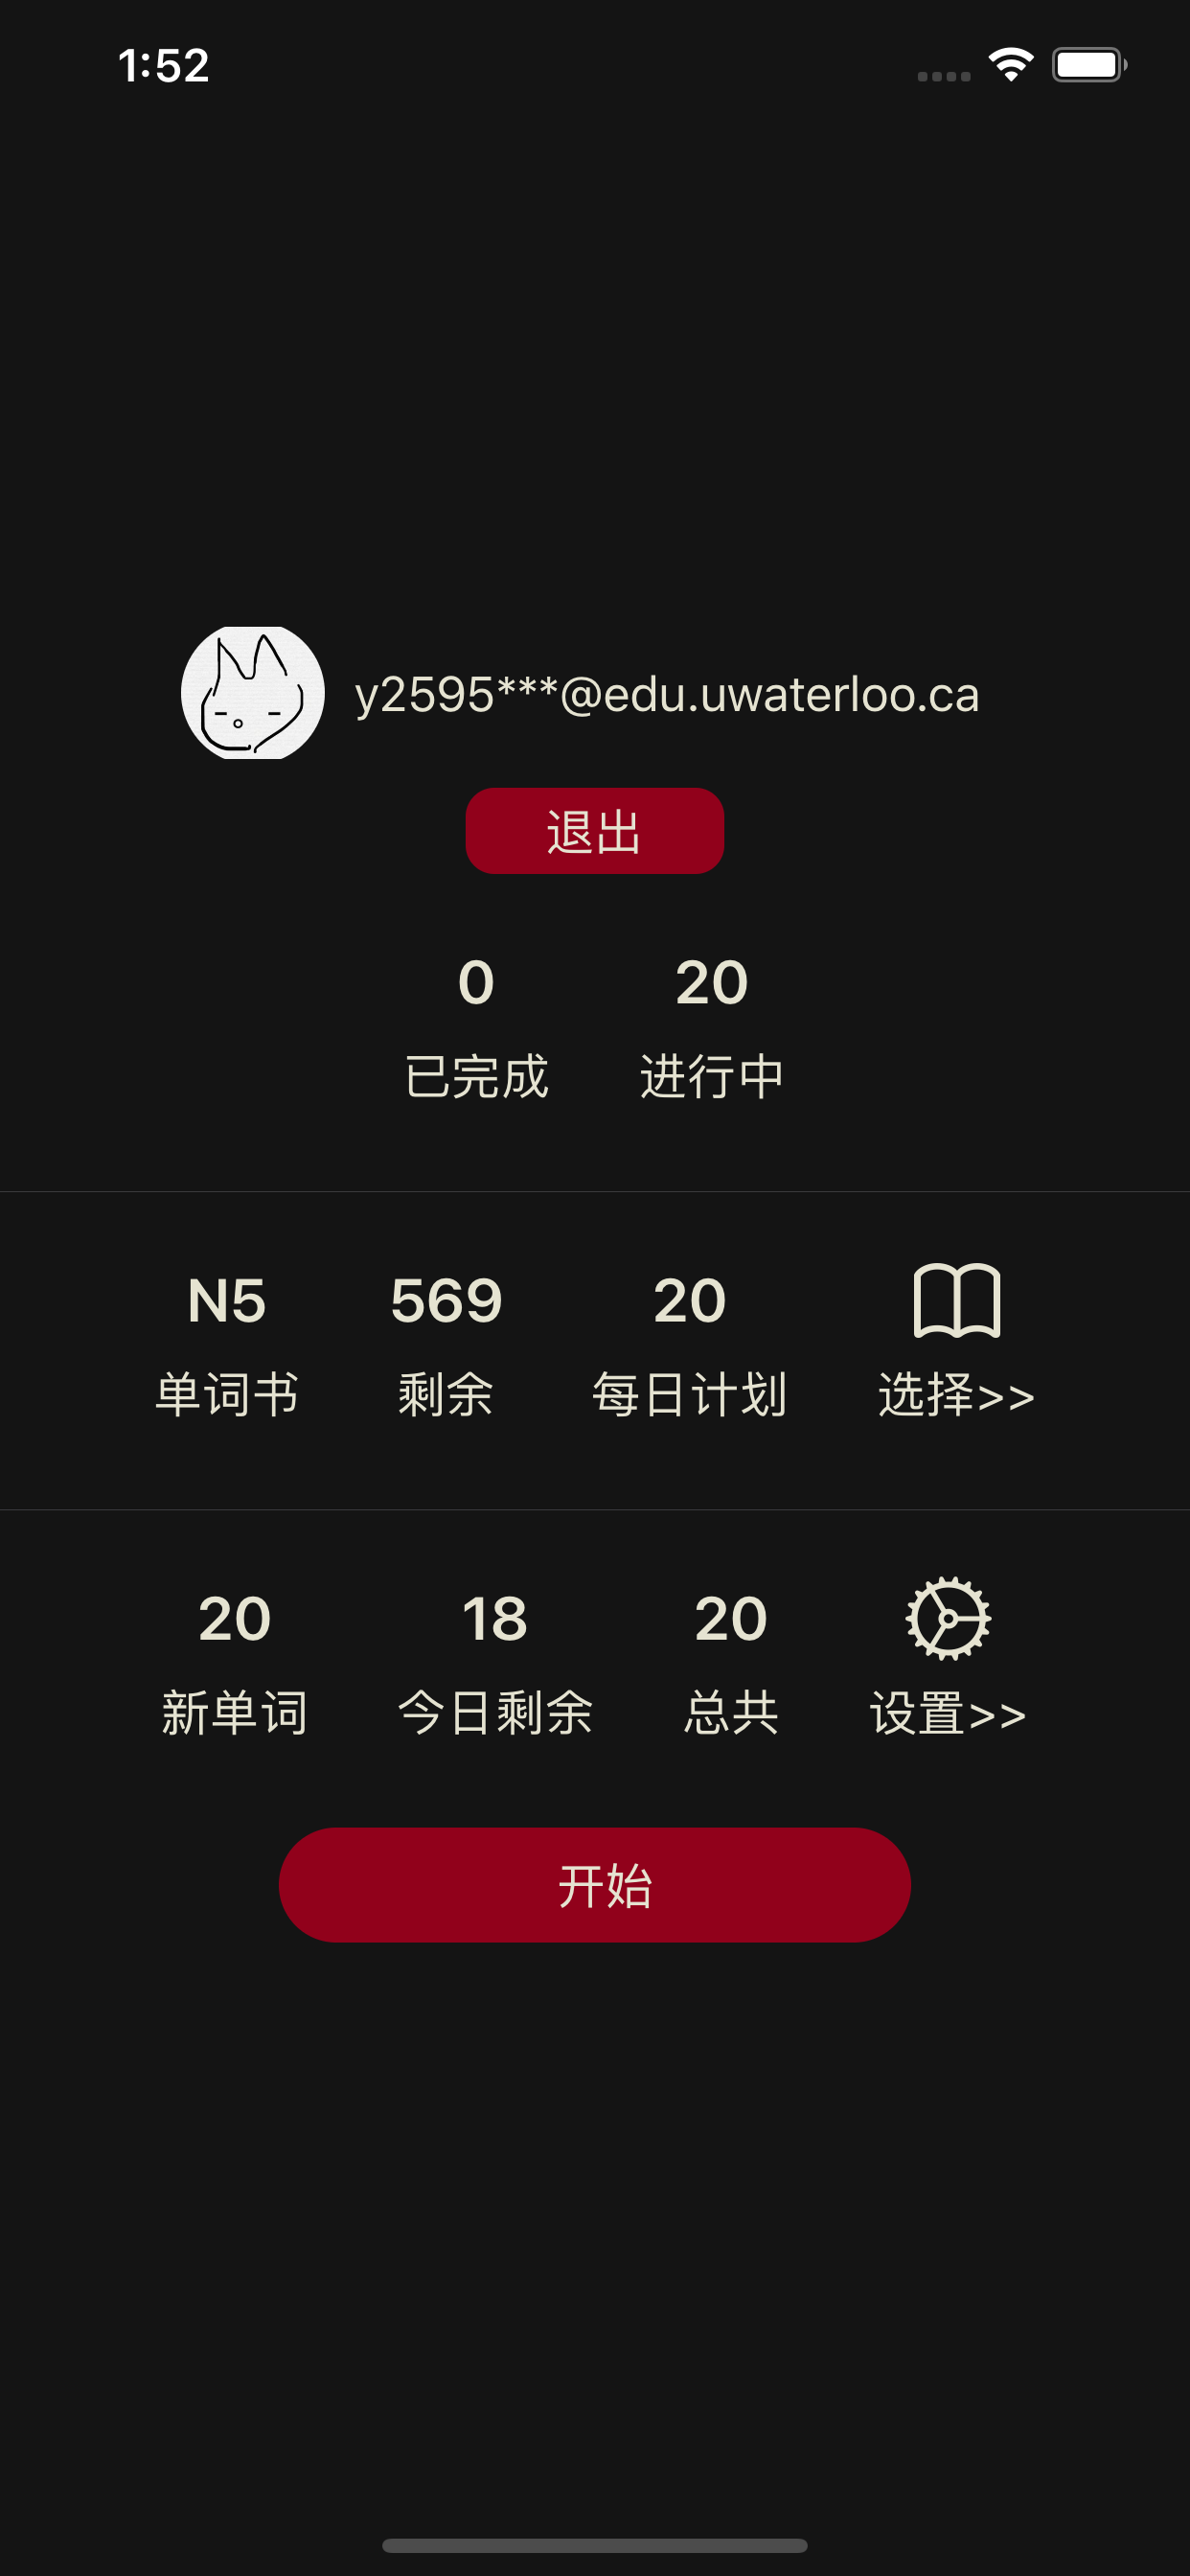 1:52
y2595***@edu.uwaterloo.ca
退出
0 20
已完成 进行中
N5 569 20
单词书 剩余 每日计划 选择>>
20 18 20
新单词 今日剩余 总共 设置>>
开始